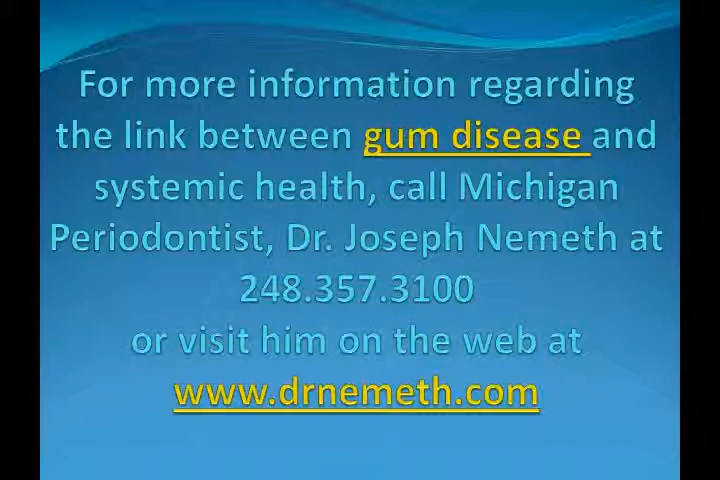 For more information regarding
the link between gum disease and
systemic health, call Michigan
Periodontist, Dr. Joseph Nemeth at
248.357.3100
or visit him on the web at
www.drnemeth.com